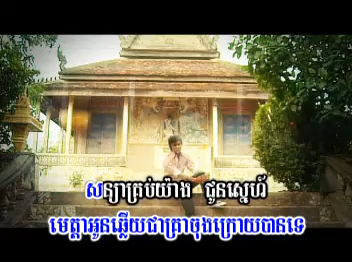 សន្យាគ្រប់យ៉ាង ជូនស្នេហ៍
មេត្តាអូនឆ្លើយជាគ្រាចុងក្រោយបានទេ